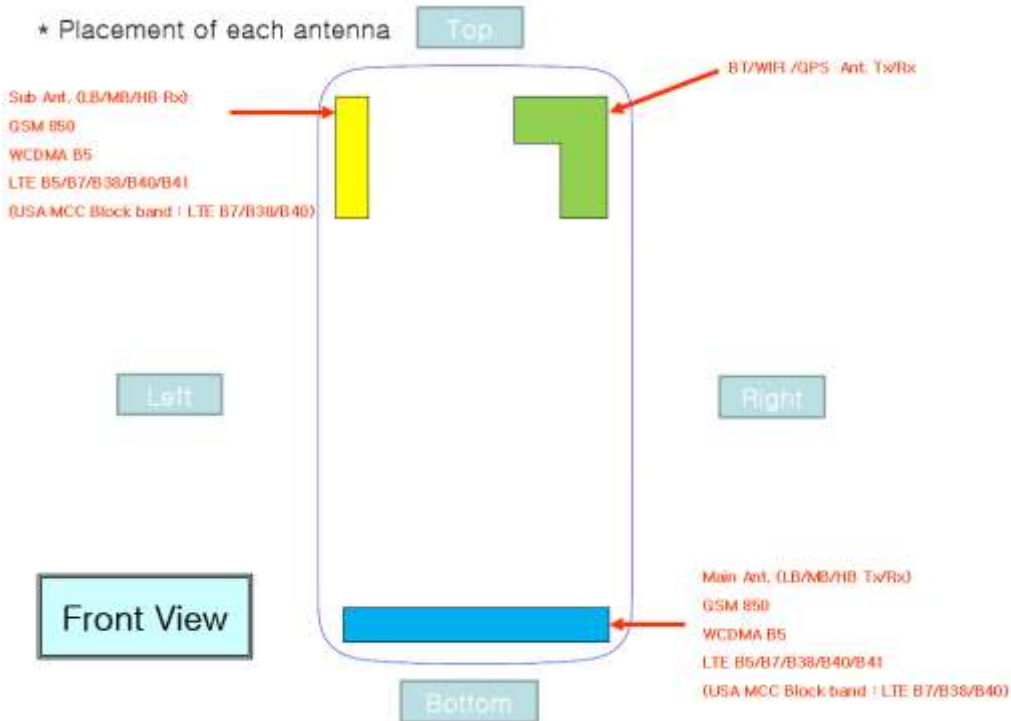 * Placement of each antenna
Top
BT/WIFI /GPS Ant. Tx/Rx
Sub Ant. (LB/MB/HB Rx)
GSM 850
WCDMA B5
LTE B5/B7/B38/B40/B41
(USA MCC Block band : LTE B7/B38/B40)
Left
Right
Front View
Main Ant. (LB/MB/HB Tx/Rx)
GSM 850
WCDMA B5
LTE B5/B7/B38/B40/B41
(USA MCC Block band : LTE B7/B38/B40)
Bottom